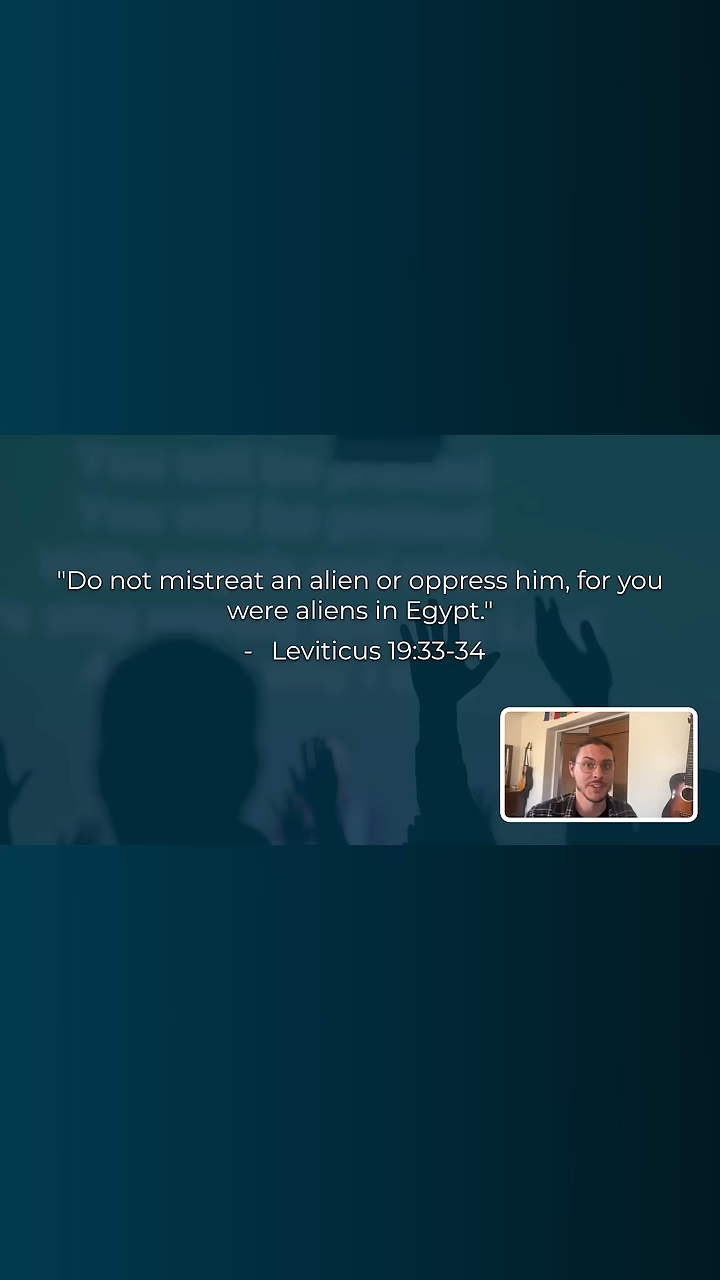 "Do not mistreat an alien or oppress him, for you
were aliens in Egypt."
- Leviticus 19:33-34